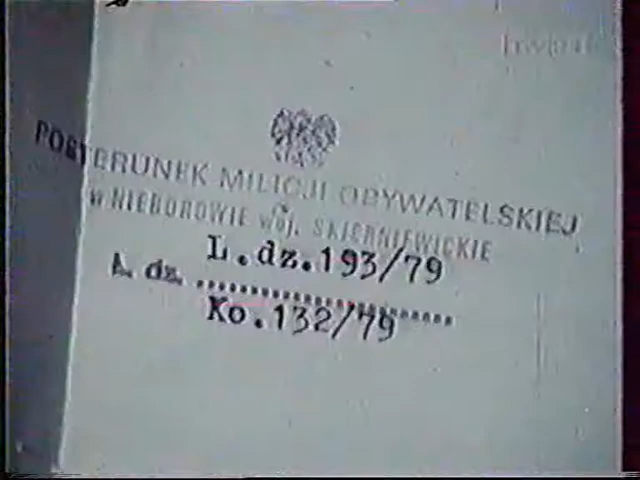 POSTERUNEK MILICJI OBYWATELSKIEJ
w NIEBOROWIE woj. SKIERNIEWICKIE
L.dz.193/79
A. dz. ..............................
Ko.132/79